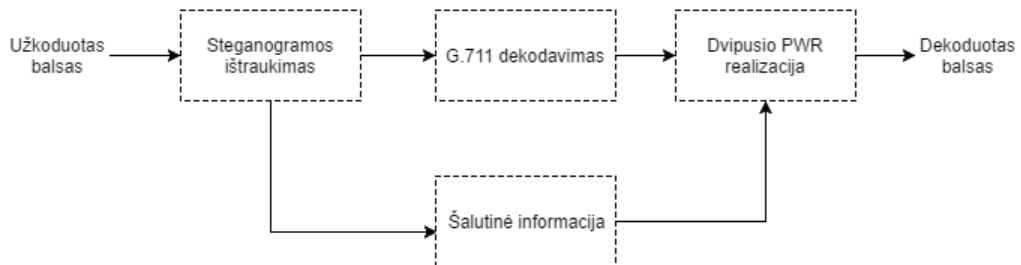 Užkoduotas
balsas
Steganogramos
ištraukimas
G.711 dekodavimas
Dvipusio PWR
realizacija
Dekoduotas
balsas
Šalutinė informacija